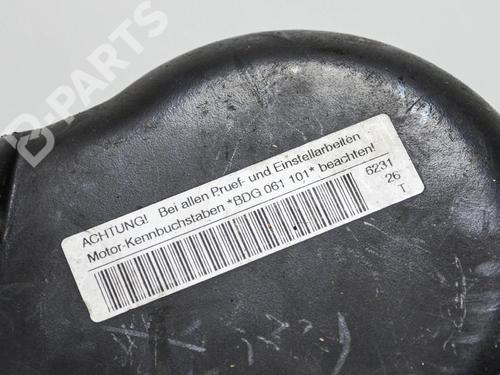 B-PARTS
ACHTUNG! Bei allen Pruef- und Einstellarbeiten
Motor-Kennbuchstaben *BDG 061 101* beachten!
6231
26
T